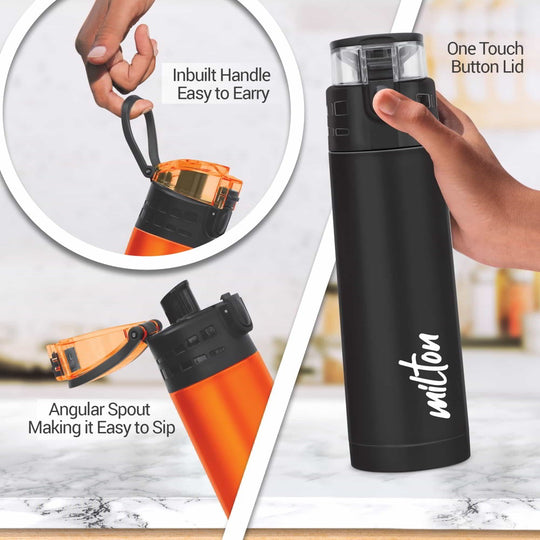 Inbuilt Handle
Easy to Earry
One Touch
Button Lid
milton
Angular Spout
Making it Easy to Sip